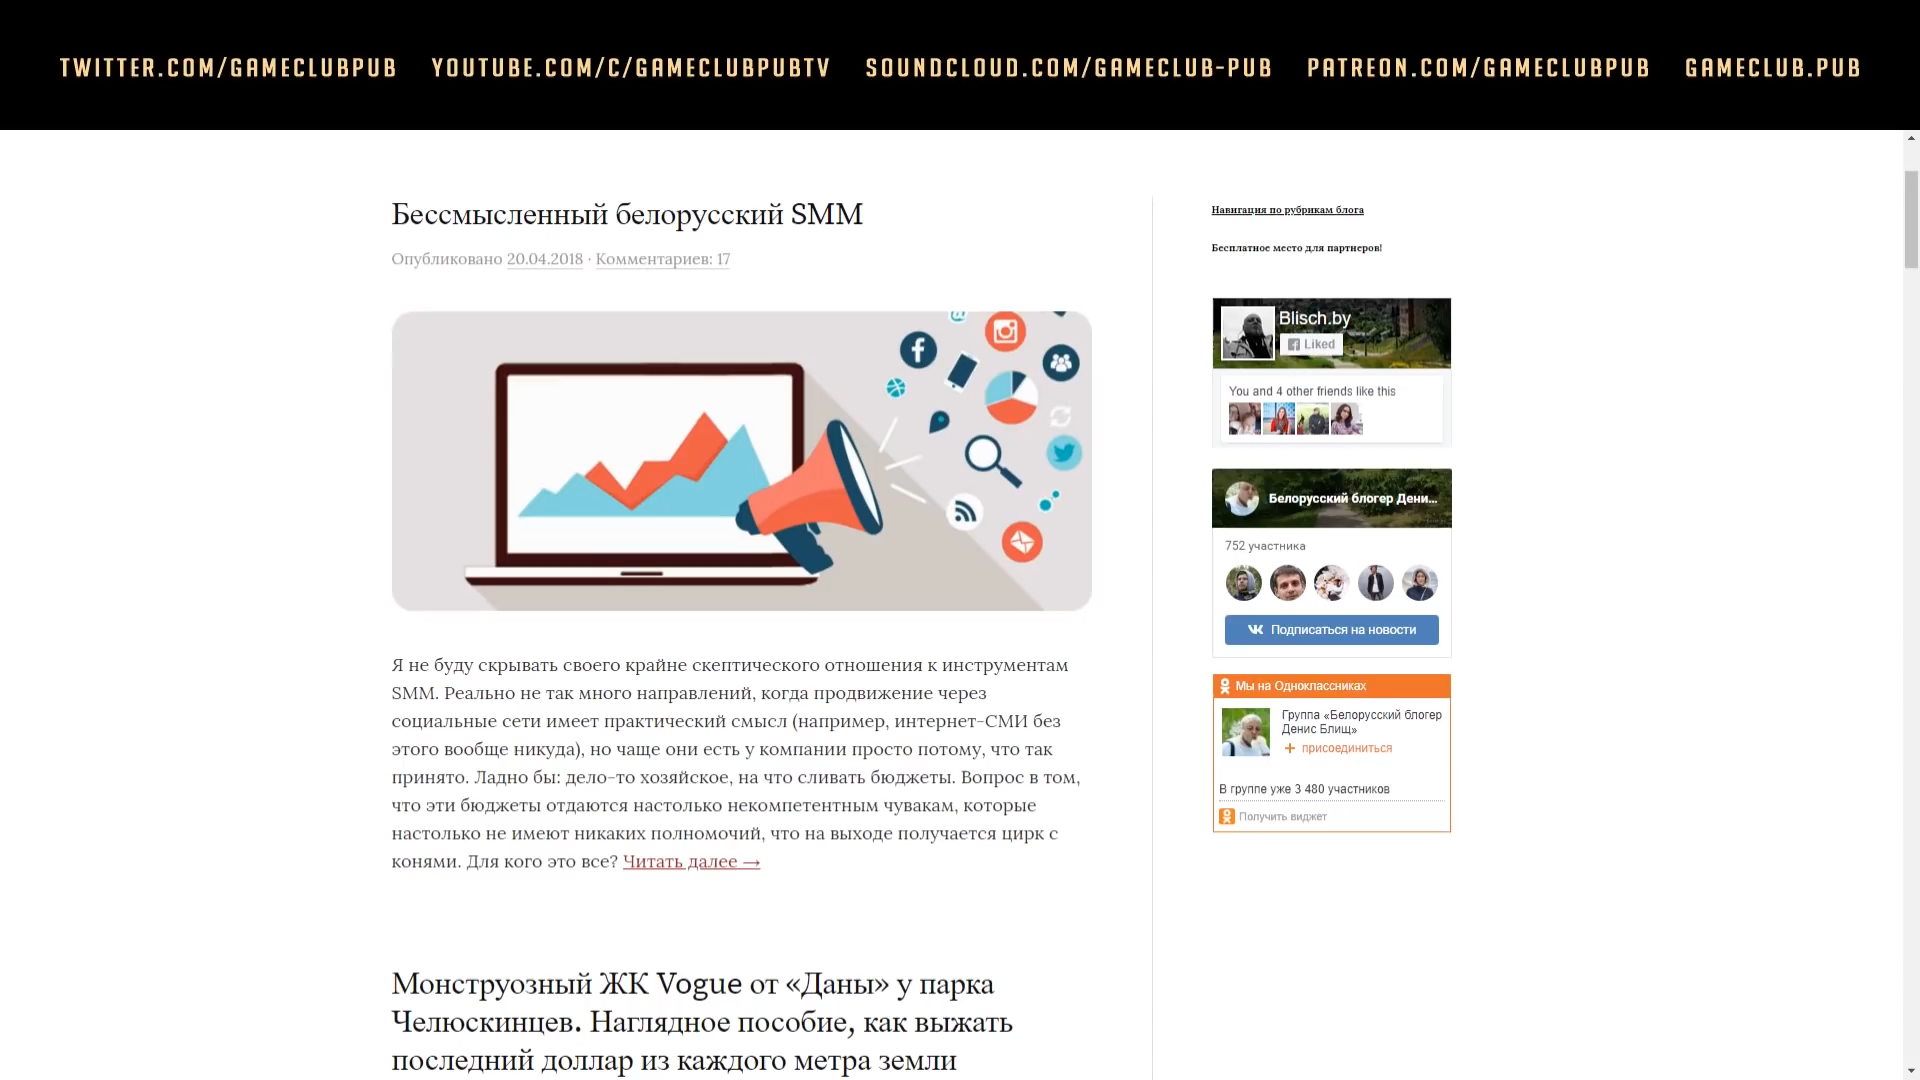 TWITTER.COM/GAMECLUBPUB YOUTUBE.COM/C/GAMECLUBPUBTV SOUNDCLOUD.COM/GAMECLUB-PUB PATREON.COM/GAMECLUBPUB GAMECLUB.PUB
Бессмысленный белорусский SMM
Опубликовано 20.04.2018 · Комментариев: 17
Я не буду скрывать своего крайне скептического отношения к инструментам
SMM. Реально не так много направлений, когда продвижение через
социальные сети имеет практический смысл (например, интернет-СМИ без
этого вообще никуда), но чаще они есть у компании просто потому, что так
принято. Ладно бы: дело-то хозяйское, на что сливать бюджеты. Вопрос в том,
что эти бюджеты отдаются настолько некомпетентным чувакам, которые
настолько не имеют никаких полномочий, что на выходе получается цирк с
конями. Для кого это все? Читать далее →
Монструозный ЖК Vogue от «Даны» у парка
Челюскинцев. Наглядное пособие, как выжать
последний доллар из каждого метра земли
Навигация по рубрикам блога
Бесплатное место для партнеров!
Blisch.by
Liked
You and 4 other friends like this
Белорусский блогер Дени...
752 участника
Подписаться на новости
Мы на Одноклассниках
Группа «Белорусский блогер
Денис Блищ»
+ присоединиться
В группе уже 3 480 участников
Получить виджет